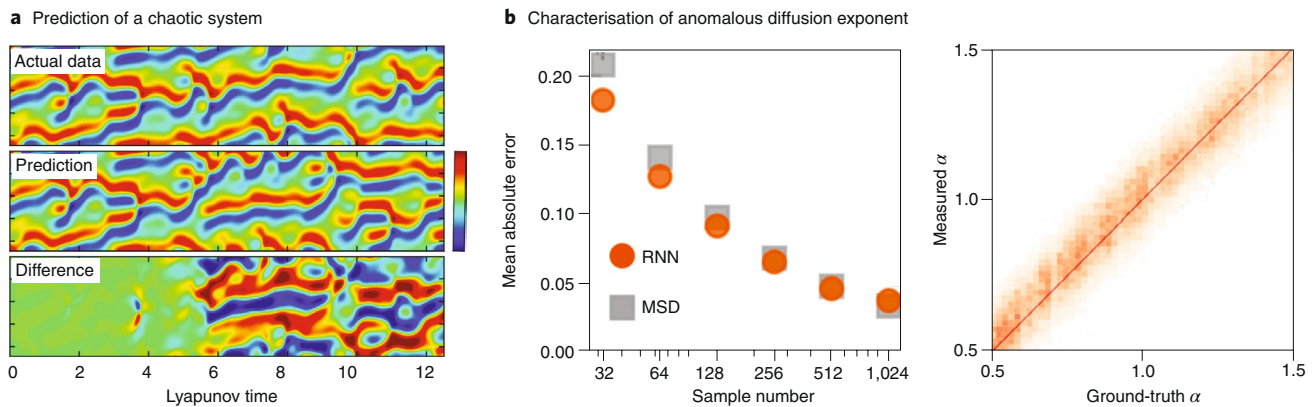 a Prediction of a chaotic system
Actual data
Prediction
Difference
0 2 4 6 8 10 12
Lyapunov time
b Characterisation of anomalous diffusion exponent
Mean absolute error
0.20
0.15
0.10
0.05
0.00
RNN
MSD
32 64 128 256 512 1,024
Sample number
Measured α
1.5
1.0
0.5
0.5 1.0 1.5
Ground-truth α